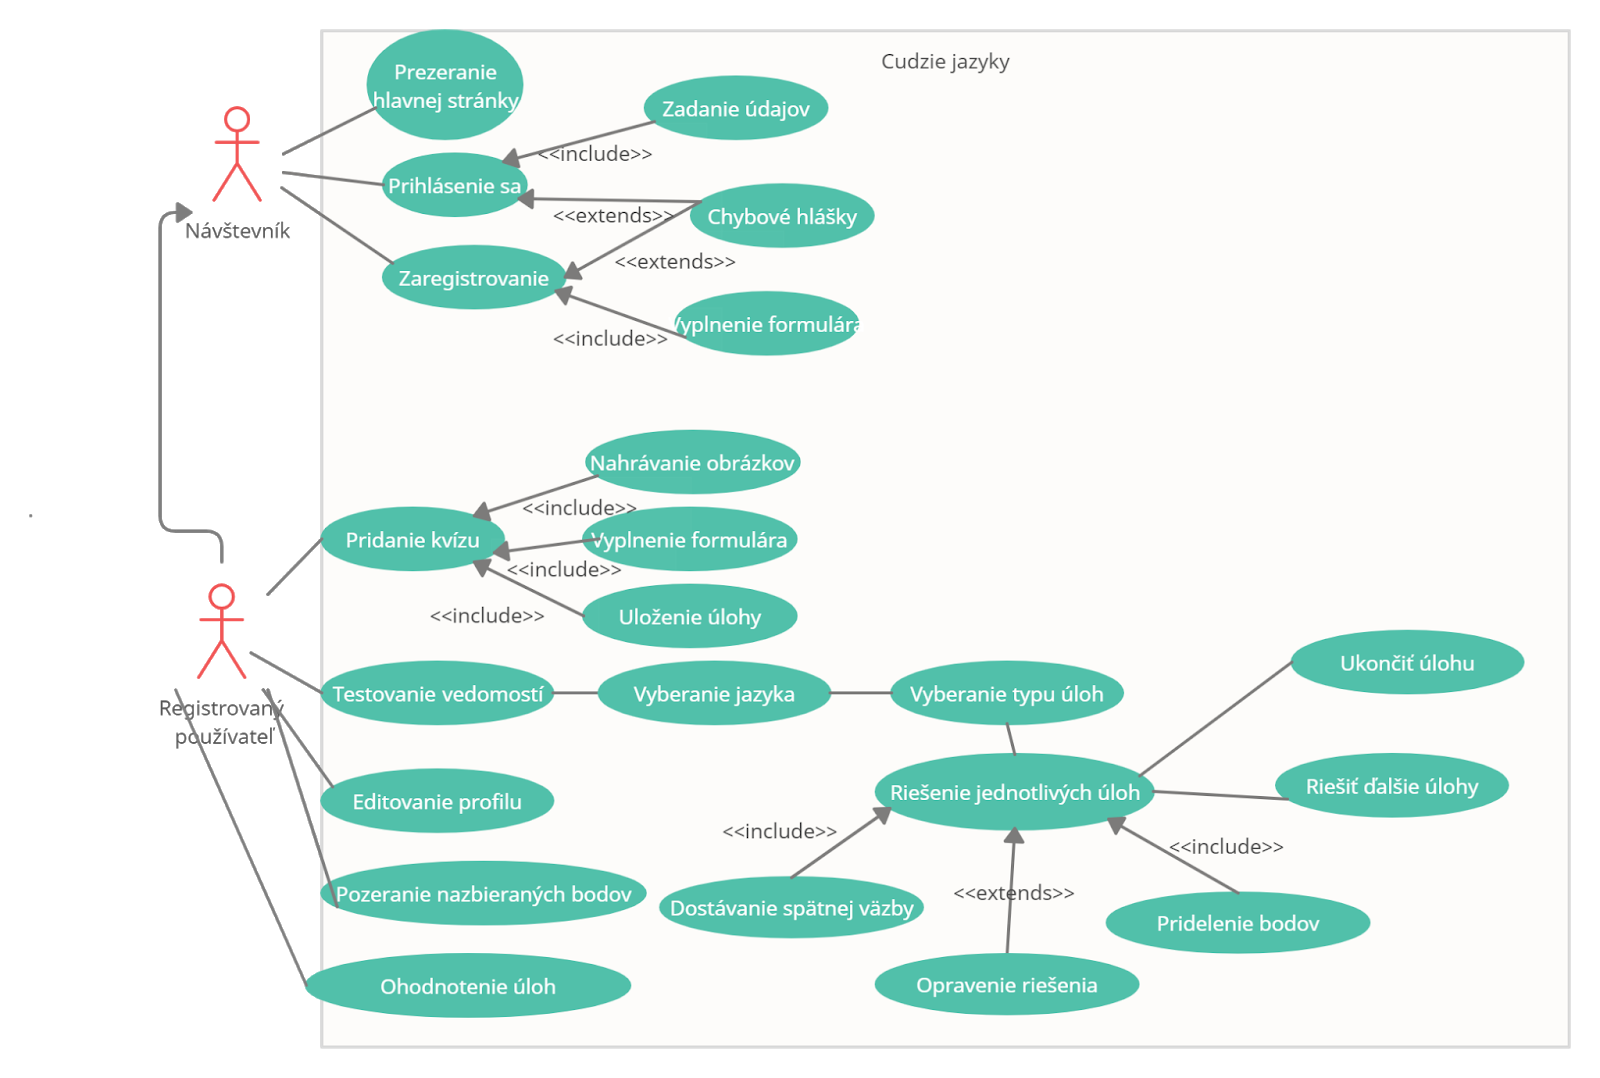 Cudzie jazyky
Prezeranie
hlavnej stránky
Zadanie údajov
<<include>>
Prihlásenie sa
<<extends>>
Chybové hlášky
Návštevník
<<extends>>
Zaregistrovanie
Vyplnenie formulára
<<include>>
Nahrávanie obrázkov
<<include>>
Pridanie kvízu
Vyplnenie formulára
<<include>>
<<include>>
Uloženie úlohy
Ukončiť úlohu
Testovanie vedomostí
Vyberanie jazyka
Vyberanie typu úloh
Registrovaný
používateľ
Riešenie jednotlivých úloh
Riešiť ďalšie úlohy
Editovanie profilu
<<include>>
<<include>>
Pozeranie nazbieraných bodov
<<extends>>
Dostávanie spätnej väzby
Pridelenie bodov
Ohodnotenie úloh
Opravenie riešenia